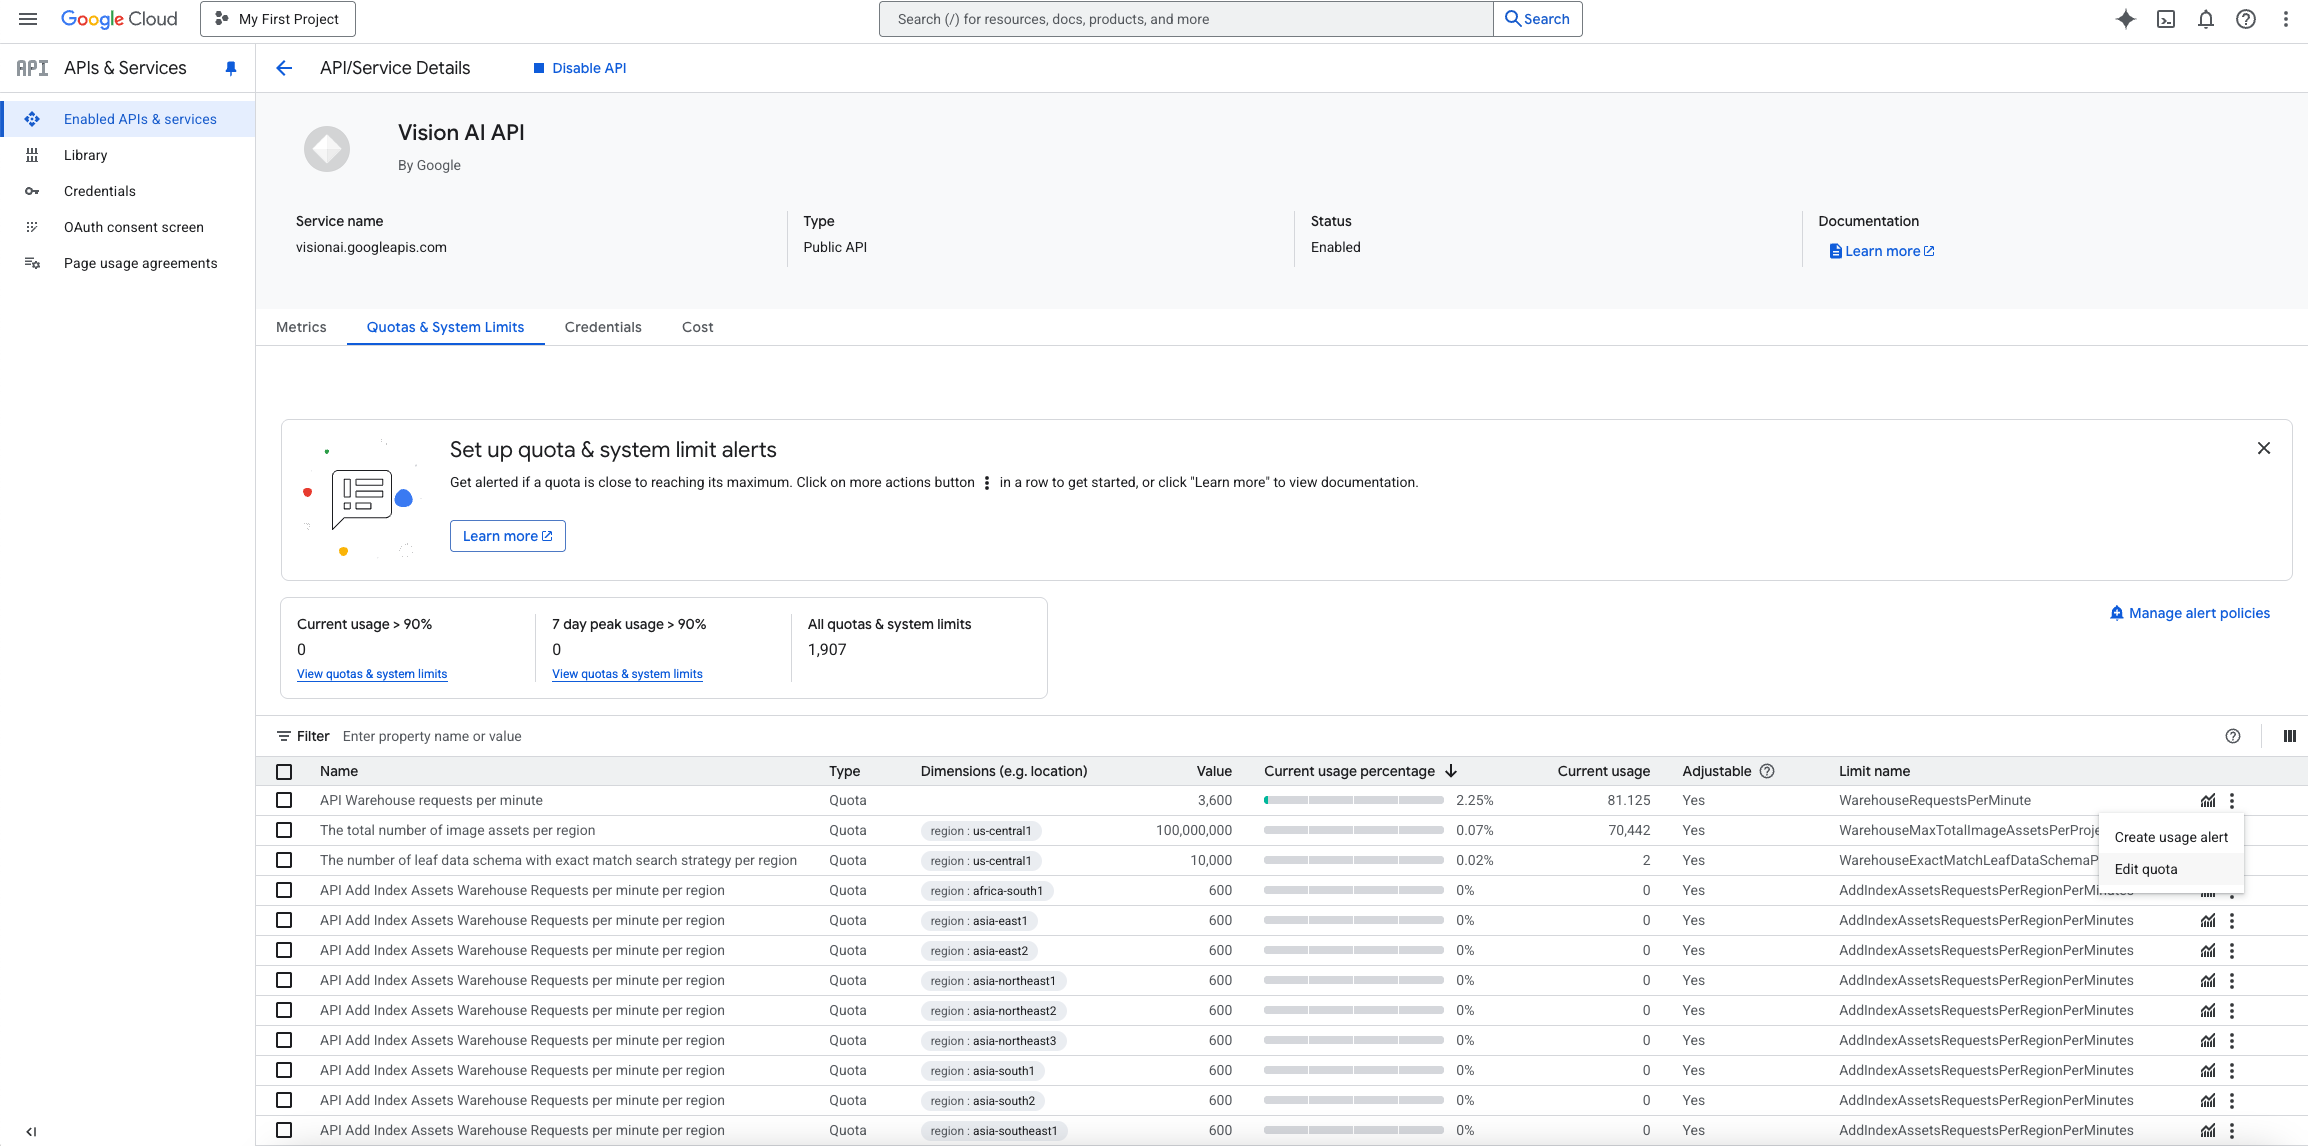 Google Cloud My First Project Search (/) for resources, docs, products, and more Search
API APIs & Services API/Service Details Disable API
Enabled APIs & services
Library
Credentials
OAuth consent screen
Page usage agreements
Vision AI API
By Google
Service name Type Status Documentation
visionai.googleapis.com Public API Enabled Learn more
Metrics Quotas & System Limits Credentials Cost
Set up quota & system limit alerts
Get alerted if a quota is close to reaching its maximum. Click on more actions button in a row to get started, or click "Learn more" to view documentation.
Learn more
Manage alert policies
Current usage > 90% 7 day peak usage > 90% All quotas & system limits
0 0 1,907
View quotas & system limits View quotas & system limits
Filter Enter property name or value
Name Type Dimensions (e.g. location) Value Current usage percentage Current usage Adjustable Limit name
API Warehouse requests per minute Quota 3,600 2.25% 81.125 Yes WarehouseRequestsPerMinute
The total number of image assets per region Quota region : us-central1 100,000,000 0.07% 70,442 Yes WarehouseMaxTotalImageAssetsPerProje
Create usage alert
The number of leaf data schema with exact match search strategy per region Quota region : us-central1 10,000 0.02% 2 Yes WarehouseExactMatchLeafDataSchemaP
Edit quota
API Add Index Assets Warehouse Requests per minute per region Quota region : africa-south1 600 0% 0 Yes AddIndexAssetsRequestsPerRegionPerMinutes
API Add Index Assets Warehouse Requests per minute per region Quota region : asia-east1 600 0% 0 Yes AddIndexAssetsRequestsPerRegionPerMinutes
API Add Index Assets Warehouse Requests per minute per region Quota region : asia-east2 600 0% 0 Yes AddIndexAssetsRequestsPerRegionPerMinutes
API Add Index Assets Warehouse Requests per minute per region Quota region : asia-northeast1 600 0% 0 Yes AddIndexAssetsRequestsPerRegionPerMinutes
API Add Index Assets Warehouse Requests per minute per region Quota region : asia-northeast2 600 0% 0 Yes AddIndexAssetsRequestsPerRegionPerMinutes
API Add Index Assets Warehouse Requests per minute per region Quota region : asia-northeast3 600 0% 0 Yes AddIndexAssetsRequestsPerRegionPerMinutes
API Add Index Assets Warehouse Requests per minute per region Quota region : asia-south1 600 0% 0 Yes AddIndexAssetsRequestsPerRegionPerMinutes
API Add Index Assets Warehouse Requests per minute per region Quota region : asia-south2 600 0% 0 Yes AddIndexAssetsRequestsPerRegionPerMinutes
API Add Index Assets Warehouse Requests per minute per region Quota region : asia-southeast1 600 0% 0 Yes AddIndexAssetsRequestsPerRegionPerMinutes